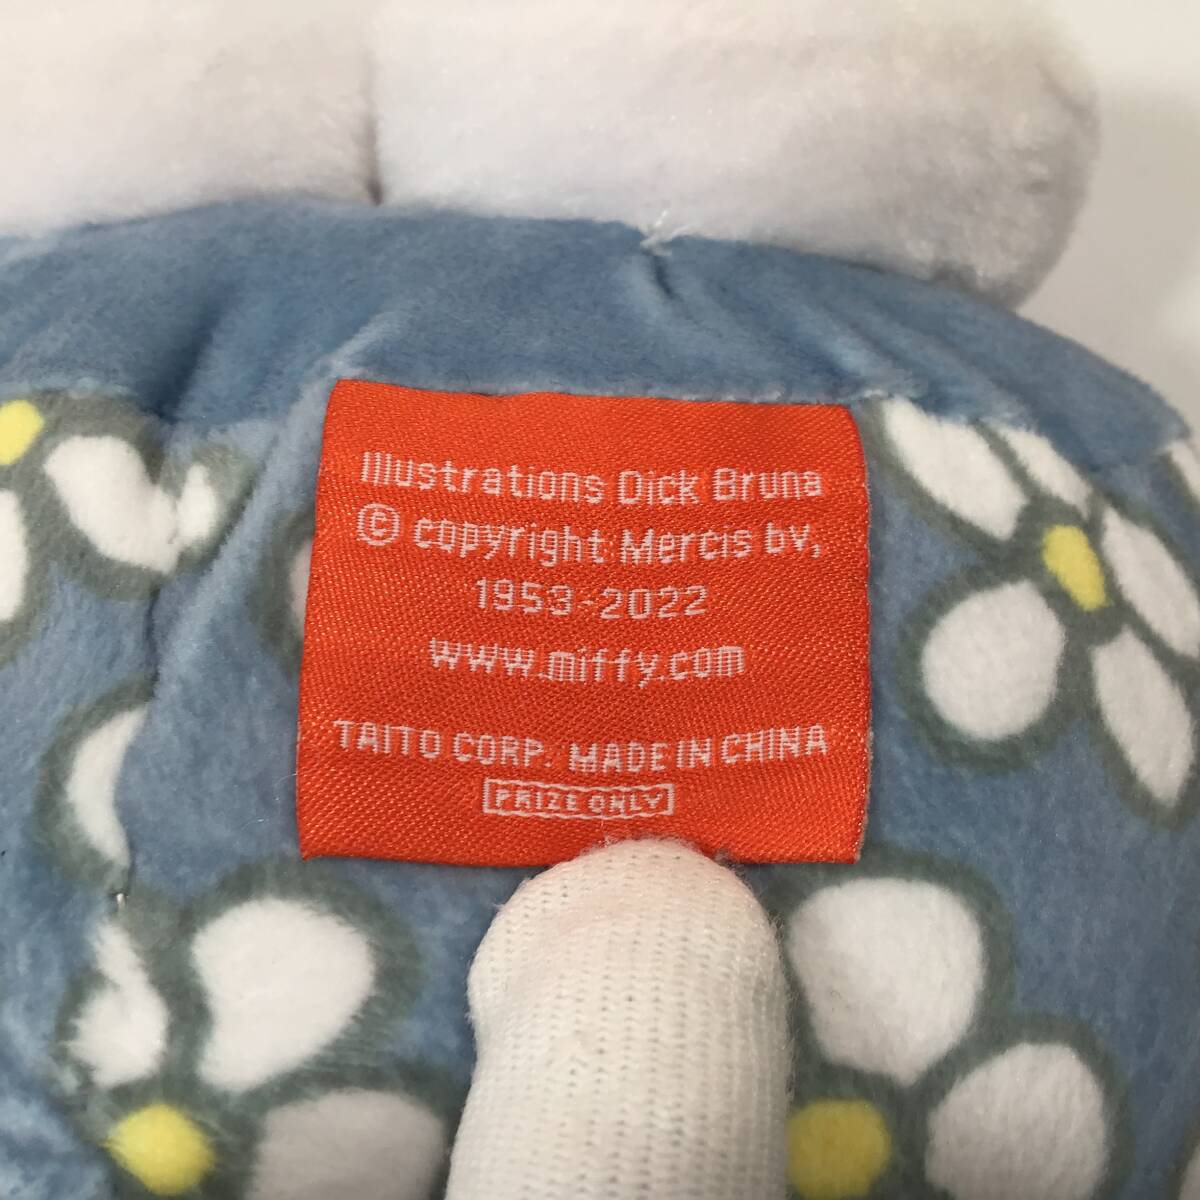 Illustrations Dick Bruna
© copyright Mercis bv,
1953-2022
www.miffy.com
TAITO CORP. MADE IN CHINA
PRIZE ONLY